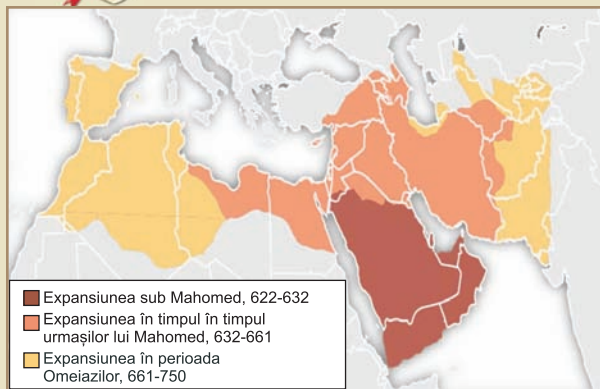 Expansiunea sub Mahomed, 622-632
Expansiunea în timpul în timpul
urmașilor lui Mahomed, 632-661
Expansiunea în perioada
Omeiazilor, 661-750